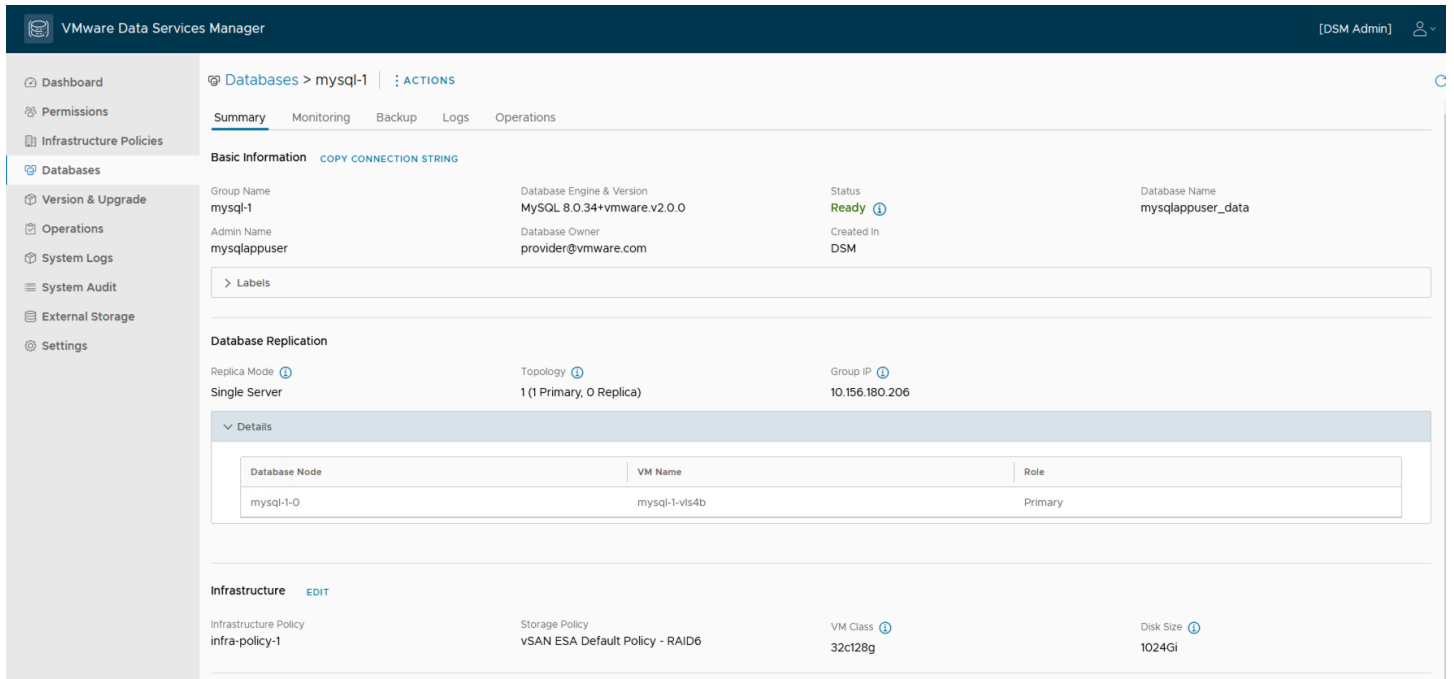 VMware Data Services Manager
[DSM Admin]
Dashboard
Permissions
Infrastructure Policies
Databases
Version & Upgrade
Operations
System Logs
System Audit
External Storage
Settings
Databases > mysql-1
ACTIONS
Summary Monitoring Backup Logs Operations
Basic Information COPY CONNECTION STRING
Group Name Database Engine & Version Status Database Name
mysql-1 MySQL 8.0.34+vmware.v2.0.0 Ready mysqlappuser_data
Admin Name Database Owner Created In
mysqlappuser provider@vmware.com DSM
Labels
Database Replication
Replica Mode Topology Group IP
Single Server 1 (1 Primary, 0 Replica) 10.156.180.206
Details
Database Node VM Name Role
mysql-1-0 mysql-1-vls4b Primary
Infrastructure EDIT
Infrastructure Policy Storage Policy VM Class Disk Size
infra-policy-1 vSAN ESA Default Policy - RAID6 32c128g 1024Gi